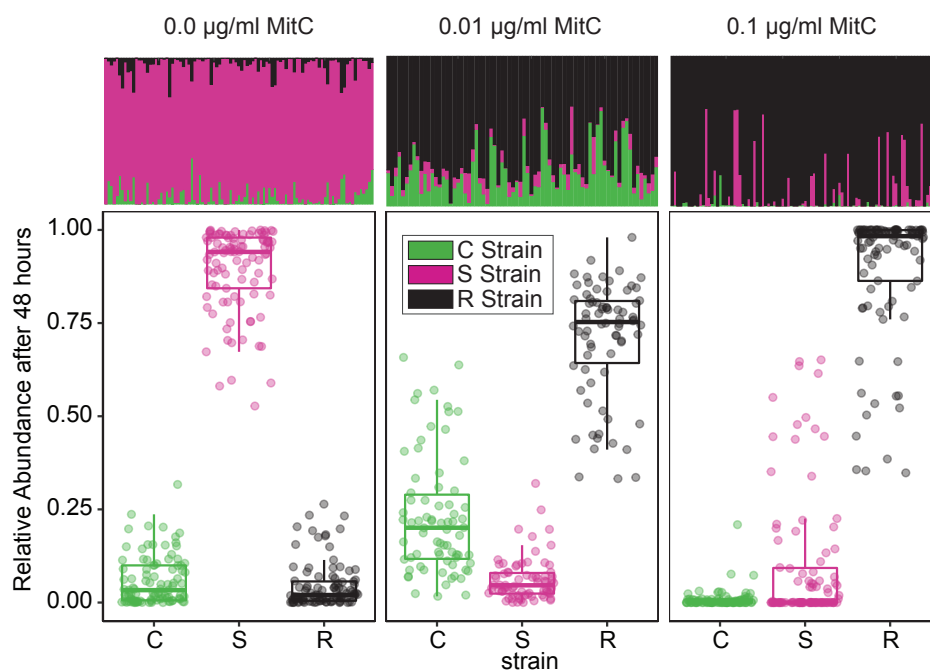 0.0 µg/ml MitC
0.01 µg/ml MitC
0.1 µg/ml MitC
Relative Abundance after 48 hours
1.00
0.75
0.50
0.25
0.00
C Strain
S Strain
R Strain
C S R
C S R
C S R
strain